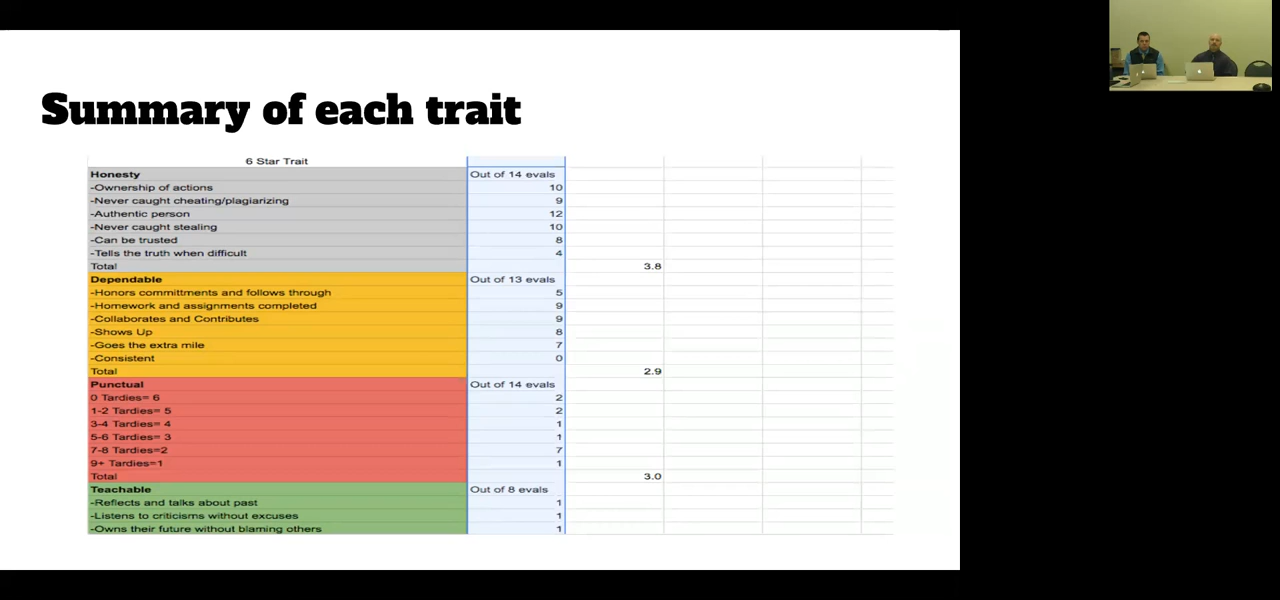 Summary of each trait
6 Star Trait
Honesty Out of 14 evals
-Ownership of actions 10
-Never caught cheating/plagiarizing 9
-Authentic person 12
-Never caught stealing 10
-Can be trusted 8
-Tells the truth when difficult 4
Total 3.8
Dependable Out of 13 evals
-Honors committments and follows through 5
-Homework and assignments completed 9
-Collaborates and Contributes 9
-Shows Up 8
-Goes the extra mile 7
-Consistent 0
Total 2.9
Punctual Out of 14 evals
0 Tardies= 6 2
1-2 Tardies= 5 2
3-4 Tardies= 4 1
5-6 Tardies= 3 1
7-8 Tardies=2 7
9+ Tardies=1 1
Total 3.0
Teachable Out of 8 evals
-Reflects and talks about past 1
-Listens to criticisms without excuses 1
-Owns their future without blaming others 1